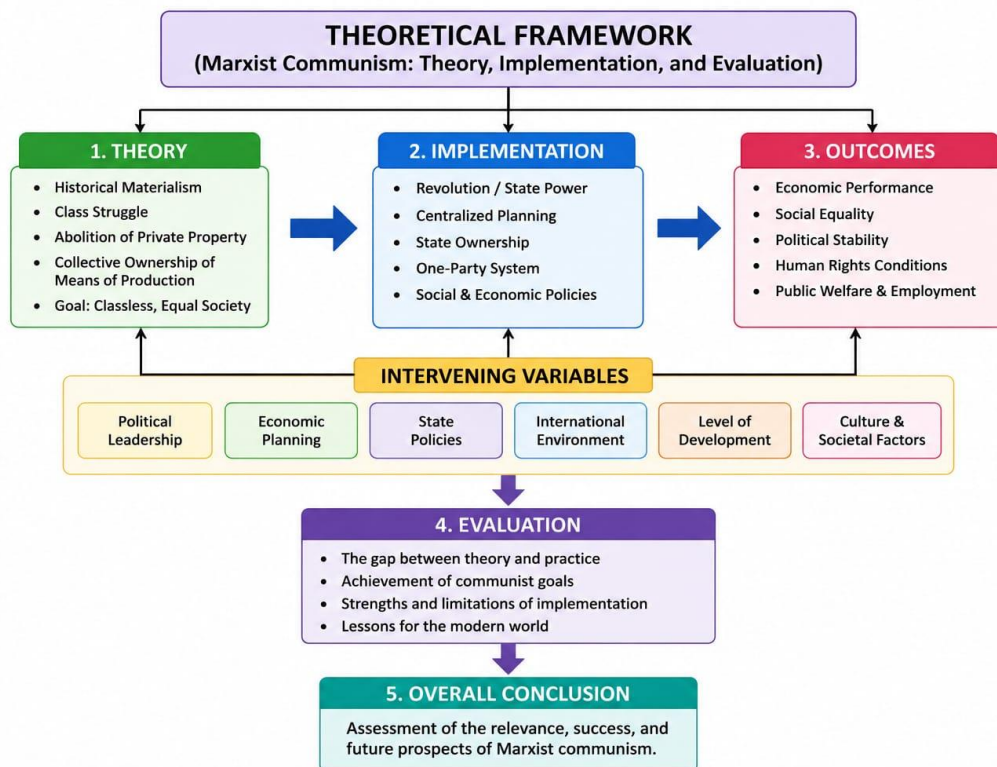 THEORETICAL FRAMEWORK
(Marxist Communism: Theory, Implementation, and Evaluation)
1. THEORY
• Historical Materialism
• Class Struggle
• Abolition of Private Property
• Collective Ownership of
Means of Production
• Goal: Classless, Equal Society
2. IMPLEMENTATION
• Revolution / State Power
• Centralized Planning
• State Ownership
• One-Party System
• Social & Economic Policies
3. OUTCOMES
• Economic Performance
• Social Equality
• Political Stability
• Human Rights Conditions
• Public Welfare & Employment
INTERVENING VARIABLES
Political
Leadership
Economic
Planning
State
Policies
International
Environment
Level of
Development
Culture &
Societal Factors
4. EVALUATION
• The gap between theory and practice
• Achievement of communist goals
• Strengths and limitations of implementation
• Lessons for the modern world
5. OVERALL CONCLUSION
Assessment of the relevance, success, and
future prospects of Marxist communism.